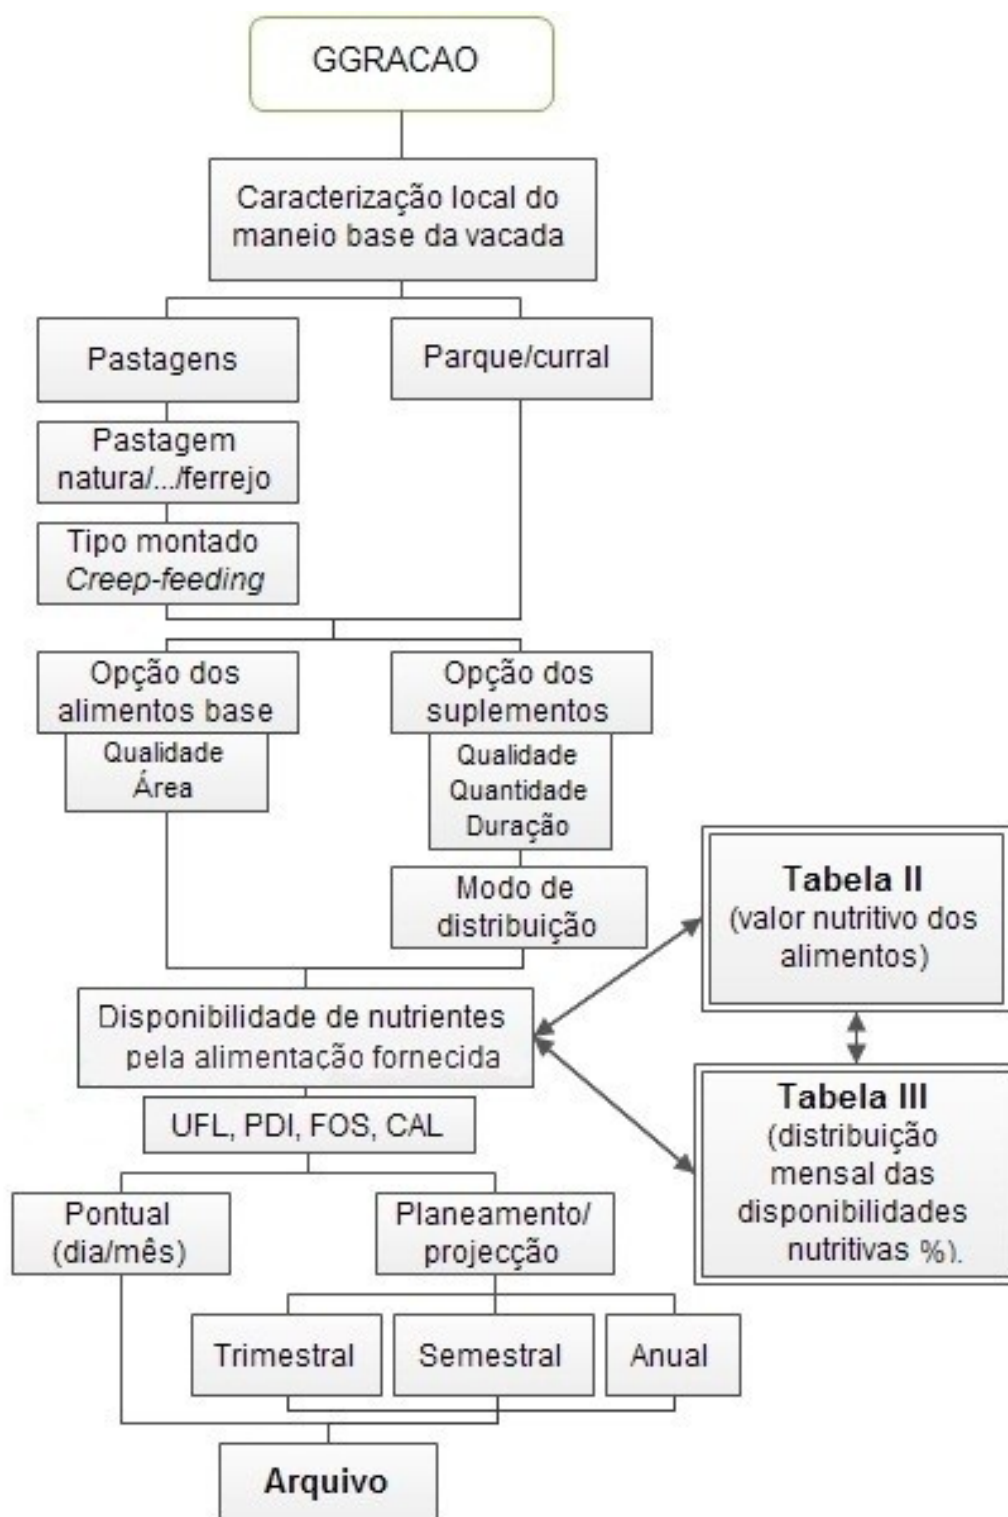 GGRACAO
Caracterização local do
maneio base da vacada
Pastagens
Parque/curral
Pastagem
natura/.../ferrejo
Tipo montado
Creep-feeding
Opção dos
alimentos base
Qualidade
Área
Opção dos
suplementos
Qualidade
Quantidade
Duração
Modo de
distribuição
Tabela II
(valor nutritivo dos
alimentos)
Disponibilidade de nutrientes
pela alimentação fornecida
Tabela III
(distribuição
mensal das
disponibilidades
nutritivas %).
UFL, PDI, FOS, CAL
Pontual
(dia/mês)
Planeamento/
projecção
Trimestral
Semestral
Anual
Arquivo